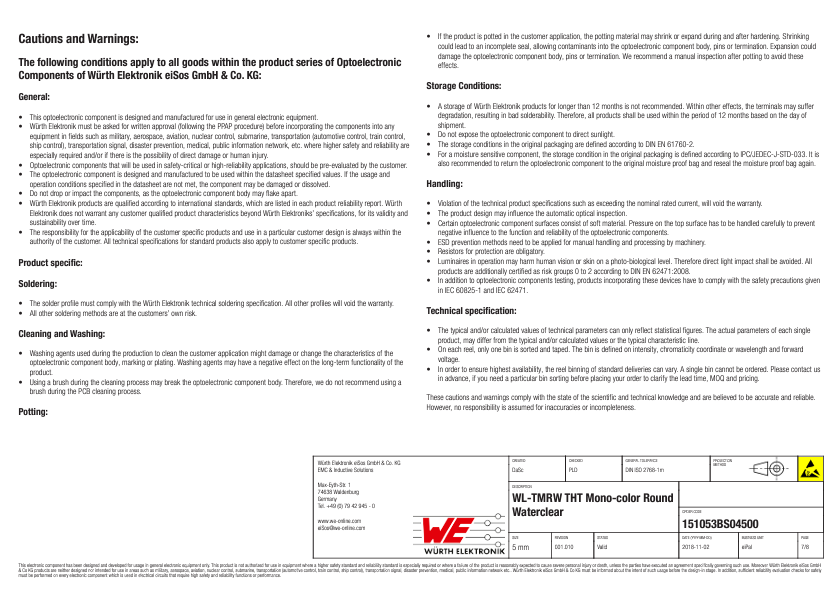 Cautions and Warnings:
The following conditions apply to all goods within the product series of Optoelectronic
Components of Würth Elektronik eiSos GmbH & Co. KG:
General:
• This optoelectronic component is designed and manufactured for use in general electronic equipment.
• Würth Elektronik must be asked for written approval (following the PPAP procedure) before incorporating the components into any
equipment in fields such as military, aerospace, aviation, nuclear control, submarine, transportation (automotive control, train control,
ship control), transportation signal, disaster prevention, medical, public information network, etc. where higher safety and reliability are
especially required and/or if there is the possibility of direct damage or human injury.
• Optoelectronic components that will be used in safety-critical or high-reliability applications, should be pre-evaluated by the customer.
• The optoelectronic component is designed and manufactured to be used within the datasheet specified values. If the usage and
operation conditions specified in the datasheet are not met, the component may be damaged or dissolved.
• Do not drop or impact the components, as the optoelectronic component body may flake apart.
• Würth Elektronik products are qualified according to international standards, which are listed in each product reliability report. Würth
Elektronik does not warrant any customer qualified product characteristics beyond Würth Elektroniks' specifications, for its validity and
sustainability over time.
• The responsibility for the applicability of the customer specific products and use in a particular customer design is always within the
authority of the customer. All technical specifications for standard products also apply to customer specific products.
Product specific:
Soldering:
• The solder profile must comply with the Würth Elektronik technical soldering specification. All other profiles will void the warranty.
• All other soldering methods are at the customers' own risk.
Cleaning and Washing:
• Washing agents used during the production to clean the customer application might damage or change the characteristics of the
optoelectronic component body, marking or plating. Washing agents may have a negative effect on the long-term functionality of the
product.
• Using a brush during the cleaning process may break the optoelectronic component body. Therefore, we do not recommend using a
brush during the PCB cleaning process.
Potting:
• If the product is potted in the customer application, the potting material may shrink or expand during and after hardening. Shrinking
could lead to an incomplete seal, allowing contaminants into the optoelectronic component body, pins or termination. Expansion could
damage the optoelectronic component body, pins or termination. We recommend a manual inspection after potting to avoid these
effects.
Storage Conditions:
• A storage of Würth Elektronik products for longer than 12 months is not recommended. Within other effects, the terminals may suffer
degradation, resulting in bad solderability. Therefore, all products shall be used within the period of 12 months based on the day of
shipment.
• Do not expose the optoelectronic component to direct sunlight.
• The storage conditions in the original packaging are defined according to DIN EN 61760-2.
• For a moisture sensitive component, the storage condition in the original packaging is defined according to IPC/JEDEC-J-STD-033. It is
also recommended to return the optoelectronic component to the original moisture proof bag and reseal the moisture proof bag again.
Handling:
• Violation of the technical product specifications such as exceeding the nominal rated current, will void the warranty.
• The product design may influence the automatic optical inspection.
• Certain optoelectronic component surfaces consist of soft material. Pressure on the top surface has to be handled carefully to prevent
negative influence to the function and reliability of the optoelectronic components.
• ESD prevention methods need to be applied for manual handling and processing by machinery.
• Resistors for protection are obligatory.
• Luminaires in operation may harm human vision or skin on a photo-biological level. Therefore direct light impact shall be avoided. All
products are additionally certified as risk groups 0 to 2 according to DIN EN 62471:2008.
• In addition to optoelectronic components testing, products incorporating these devices have to comply with the safety precautions given
in IEC 60825-1 and IEC 62471.
Technical specification:
• The typical and/or calculated values of technical parameters can only reflect statistical figures. The actual parameters of each single
product, may differ from the typical and/or calculated values or the typical characteristic line.
• On each reel, only one bin is sorted and taped. The bin is defined on intensity, chromaticity coordinate or wavelength and forward
voltage.
• In order to ensure highest availability, the reel binning of standard deliveries can vary. A single bin cannot be ordered. Please contact us
in advance, if you need a particular bin sorting before placing your order to clarify the lead time, MOQ and pricing.
These cautions and warnings comply with the state of the scientific and technical knowledge and are believed to be accurate and reliable.
However, no responsibility is assumed for inaccuracies or incompleteness.
Würth Elektronik eiSos GmbH & Co. KG
EMC & Inductive Solutions
Max-Eyth-Str. 1
74638 Waldenburg
Germany
Tel. +49 (0) 79 42 945 - 0
www.we-online.com
eiSos@we-online.com
WE
WÜRTH ELEKTRONIK
CREATED
DaSc
CHECKED
PLO
GENERAL TOLERANCE
DIN ISO 2768-1m
PROJECTION
METHOD
DESCRIPTION
WL-TMRW THT Mono-color Round
Waterclear
ORDER CODE
151053BS04500
SIZE
5 mm
REVISION
001.010
STATUS
Valid
DATE (YYYY-MM-DD)
2018-11-02
BUSINESS UNIT
eiPal
PAGE
7/8
This electronic component has been designed and developed for usage in general electronic equipment only. This product is not authorized for use in equipment where a higher safety standard and reliability standard is especially required or where a failure of the product is reasonably expected to cause severe personal injury or death, unless the parties have executed an agreement specifically governing such use. Moreover Würth Elektronik eiSos GmbH
& Co KG products are neither designed nor intended for use in areas such as military, aerospace, aviation, nuclear control, submarine, transportation (automotive control, train control, ship control), transportation signal, disaster prevention, medical, public information network etc.. Würth Elektronik eiSos GmbH & Co KG must be informed about the intent of such usage before the design-in stage. In addition, sufficient reliability evaluation checks for safety
must be performed on every electronic component which is used in electrical circuits that require high safety and reliability functions or performance.